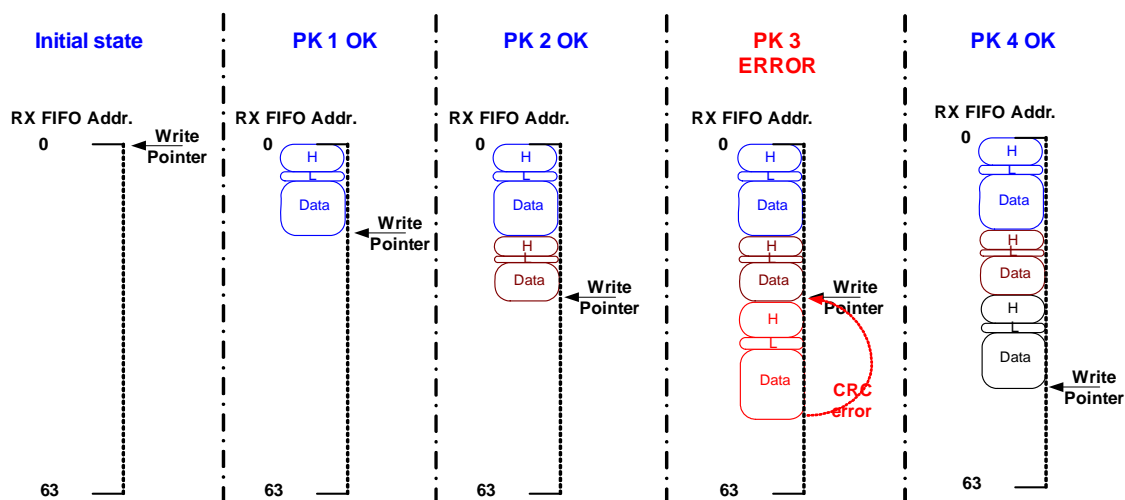 Initial state
RX FIFO Addr.
0
Write
Pointer
63
PK 1 OK
RX FIFO Addr.
0
H
L
Data
Write
Pointer
63
PK 2 OK
RX FIFO Addr.
0
H
L
Data
H
L
Data
Write
Pointer
63
PK 3
ERROR
RX FIFO Addr.
0
H
L
Data
H
L
Data
Write
Pointer
H
L
Data
CRC
error
63
PK 4 OK
RX FIFO Addr.
0
H
L
Data
H
L
Data
H
L
Data
Write
Pointer
63